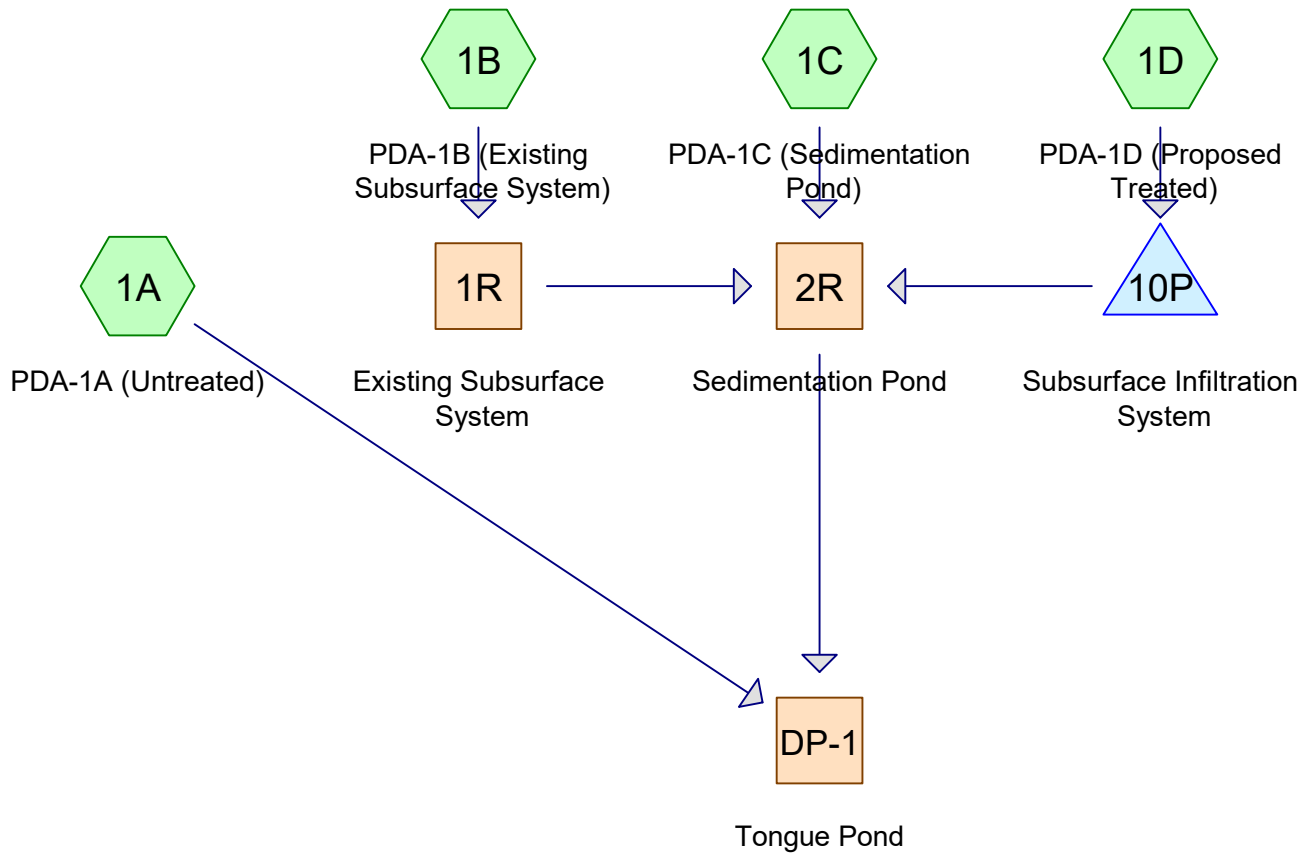 1B
1C
1D
PDA-1B (Existing
Subsurface System)
PDA-1C (Sedimentation
Pond)
PDA-1D (Proposed
Treated)
1A
1R
2R
10P
PDA-1A (Untreated)
Existing Subsurface
System
Sedimentation Pond
Subsurface Infiltration
System
DP-1
Tongue Pond